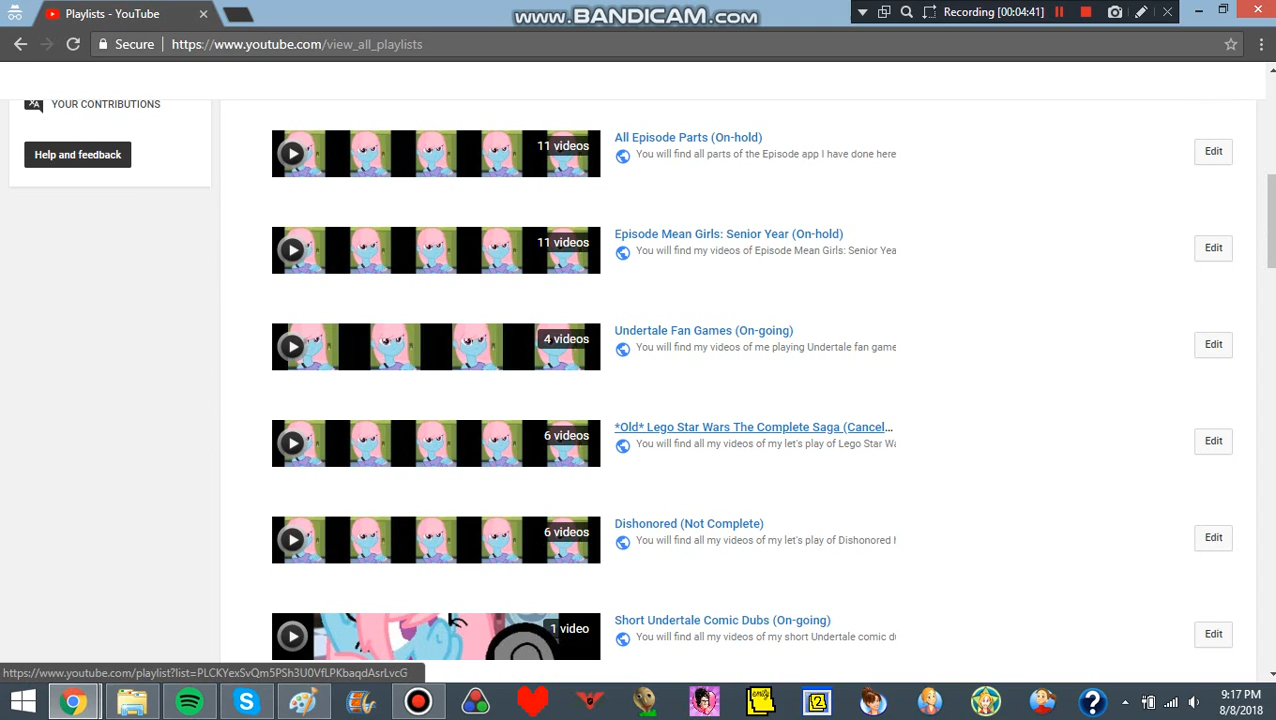 Playlists - YouTube
www.BANDICAM.com
Recording [00:04:41]
Secure
https://www.youtube.com/view_all_playlists
YOUR CONTRIBUTIONS
Help and feedback
11 videos
All Episode Parts (On-hold)
You will find all parts of the Episode app I have done here
Edit
11 videos
Episode Mean Girls: Senior Year (On-hold)
You will find my videos of Episode Mean Girls: Senior Yea
Edit
4 videos
Undertale Fan Games (On-going)
You will find my videos of me playing Undertale fan game
Edit
6 videos
*Old* Lego Star Wars The Complete Saga (Cancel...
You will find all my videos of my let's play of Lego Star Wa
Edit
6 videos
Dishonored (Not Complete)
You will find all my videos of my let's play of Dishonored h
Edit
1 video
Short Undertale Comic Dubs (On-going)
You will find all my videos of my short Undertale comic du
Edit
https://www.youtube.com/playlist?list=PLCKYexSvQm5PSh3U0VfLPKbaqdAsrLvcG
9:17 PM
8/8/2018